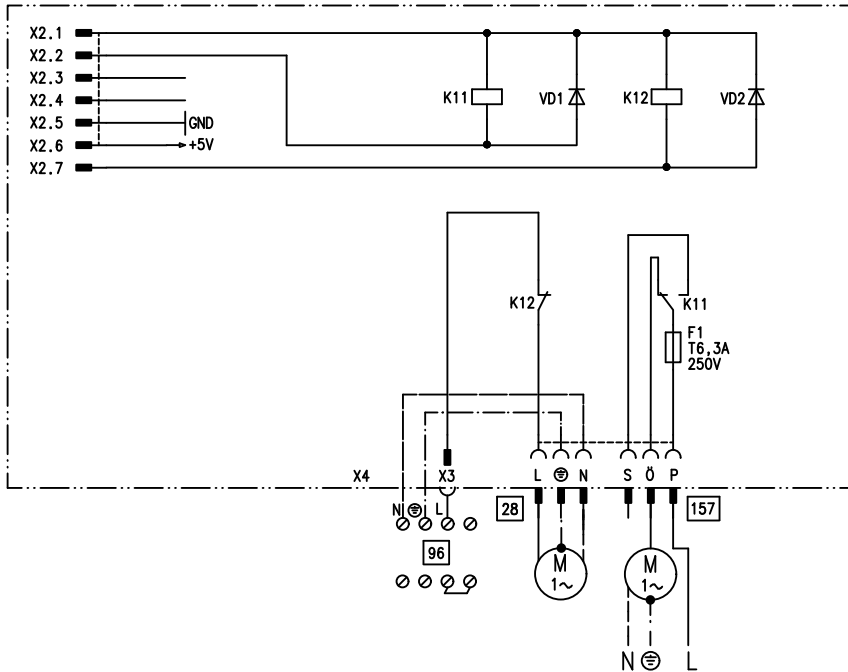 X2.1
X2.2
X2.3
X2.4
X2.5 GND
X2.6 +5V
X2.7
K11 VD1 K12 VD2
K12 K11
F1
T6,3A
250V
X4 X3 L N S Ö P
N L 28 157
96
M
1~
M
1~
N L